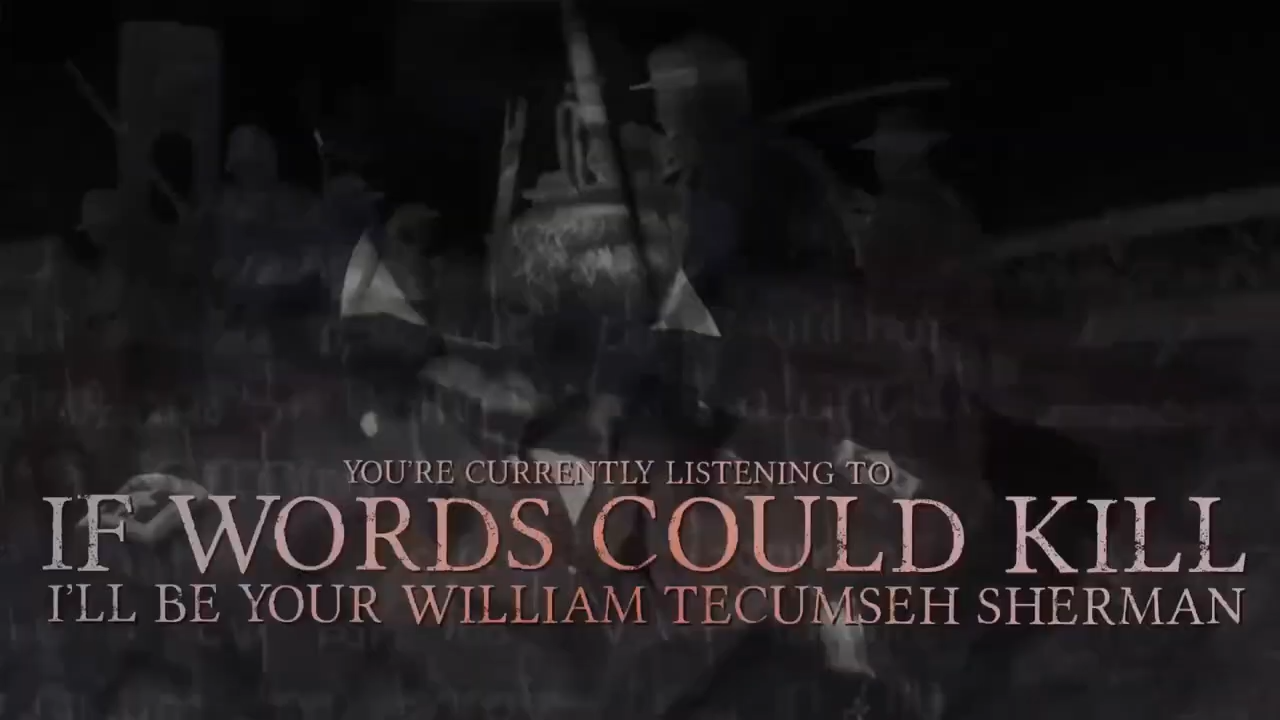 YOU'RE CURRENTLY LISTENING TO
IF WORDS COULD KILL
I'LL BE YOUR WILLIAM TECUMSEH SHERMAN